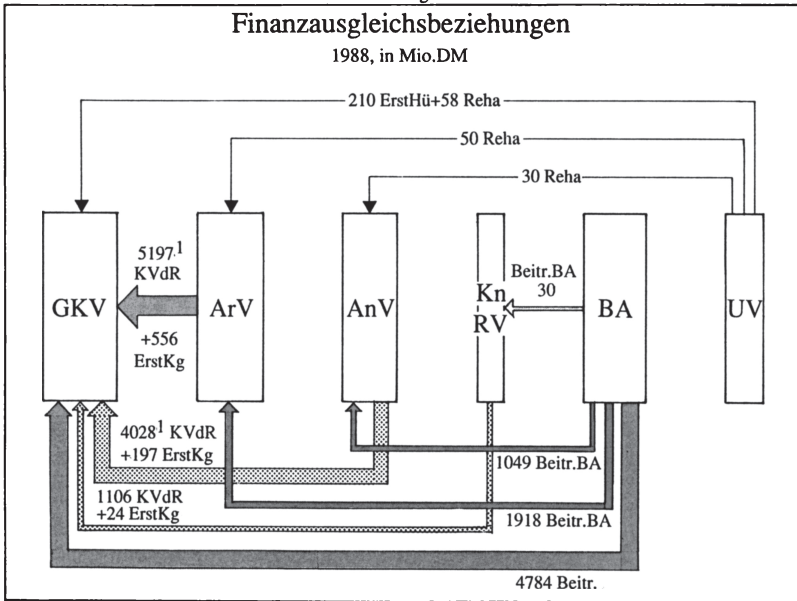 Finanzausgleichsbeziehungen
1988, in Mio.DM
210 ErstHü+58 Reha
50 Reha
30 Reha
5197¹
KVdR
+556
ErstKg
GKV
ArV
AnV
Kn
RV
Beitr.BA
30
BA
UV
4028¹ KVdR
+197 ErstKg
1049 Beitr.BA
1106 KVdR
+24 ErstKg
1918 Beitr.BA
4784 Beitr.